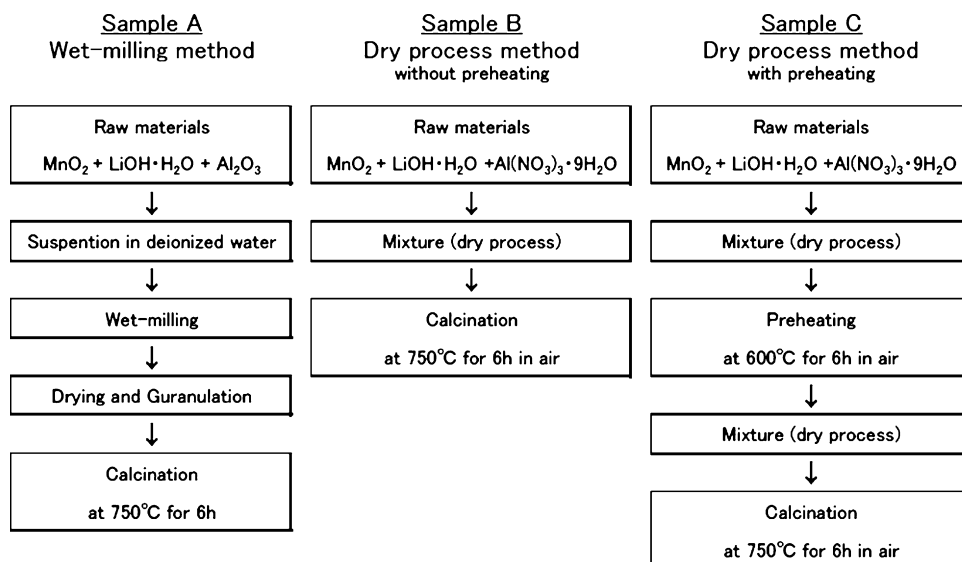 Sample A
Wet-milling method
Raw materials
MnO₂ + LiOH･H₂O + Al₂O₃
↓
Suspention in deionized water
↓
Wet-milling
↓
Drying and Guranulation
↓
Calcination
at 750℃ for 6h
Sample B
Dry process method
without preheating
Raw materials
MnO₂ + LiOH･H₂O +Al(NO₃)₃･9H₂O
↓
Mixture (dry process)
↓
Calcination
at 750℃ for 6h in air
Sample C
Dry process method
with preheating
Raw materials
MnO₂ + LiOH･H₂O +Al(NO₃)₃･9H₂O
↓
Mixture (dry process)
↓
Preheating
at 600℃ for 6h in air
↓
Mixture (dry process)
↓
Calcination
at 750℃ for 6h in air